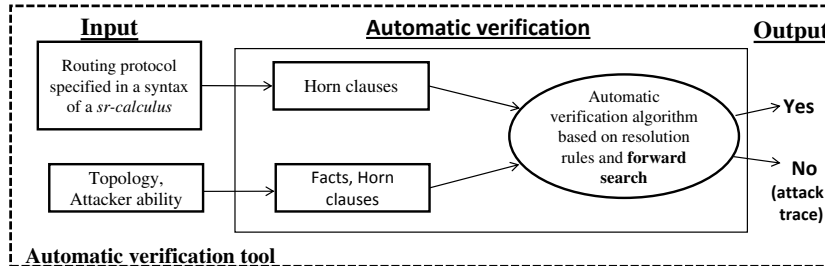 Input
Automatic verification
Output
Routing protocol
specified in a syntax
of a sr-calculus
Horn clauses
Automatic
verification algorithm
based on resolution
rules and forward
search
Yes
No
(attack
trace)
Topology,
Attacker ability
Facts, Horn
clauses
Automatic verification tool